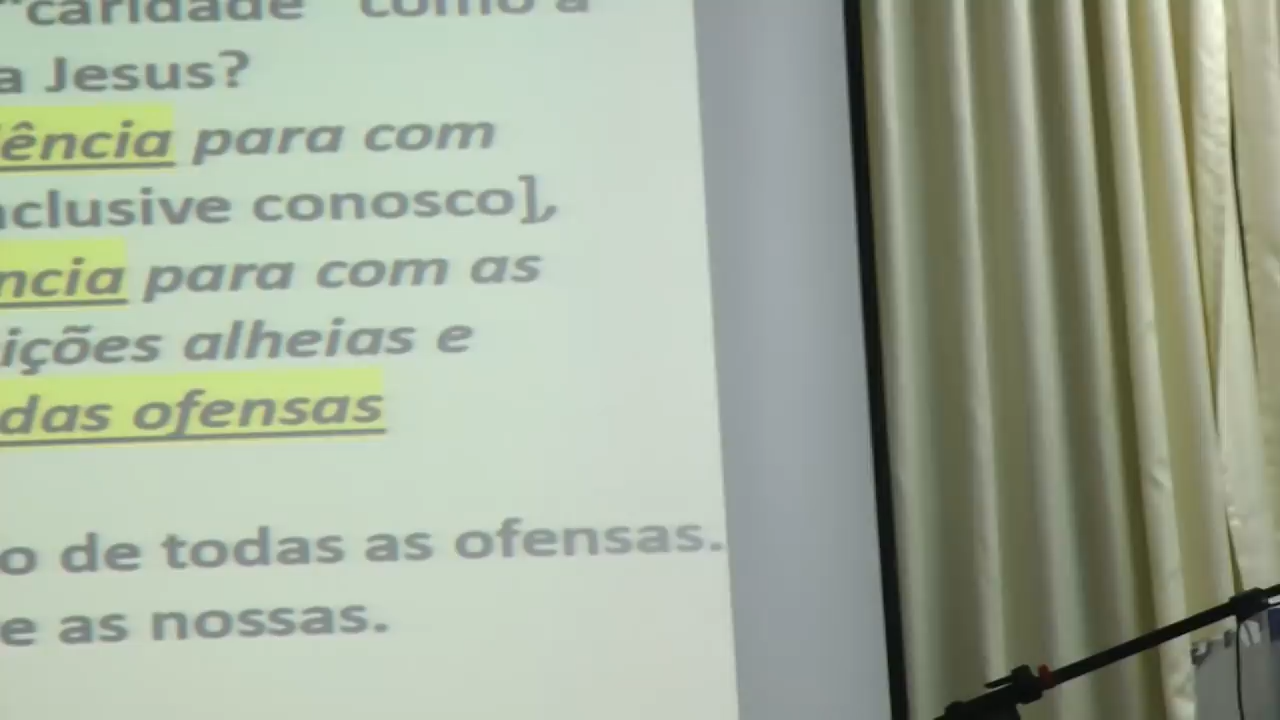 "caridade" como a
a Jesus?
ência para com
nclusive conosco],
ncia para com as
ições alheias e
das ofensas
o de todas as ofensas.
e as nossas.